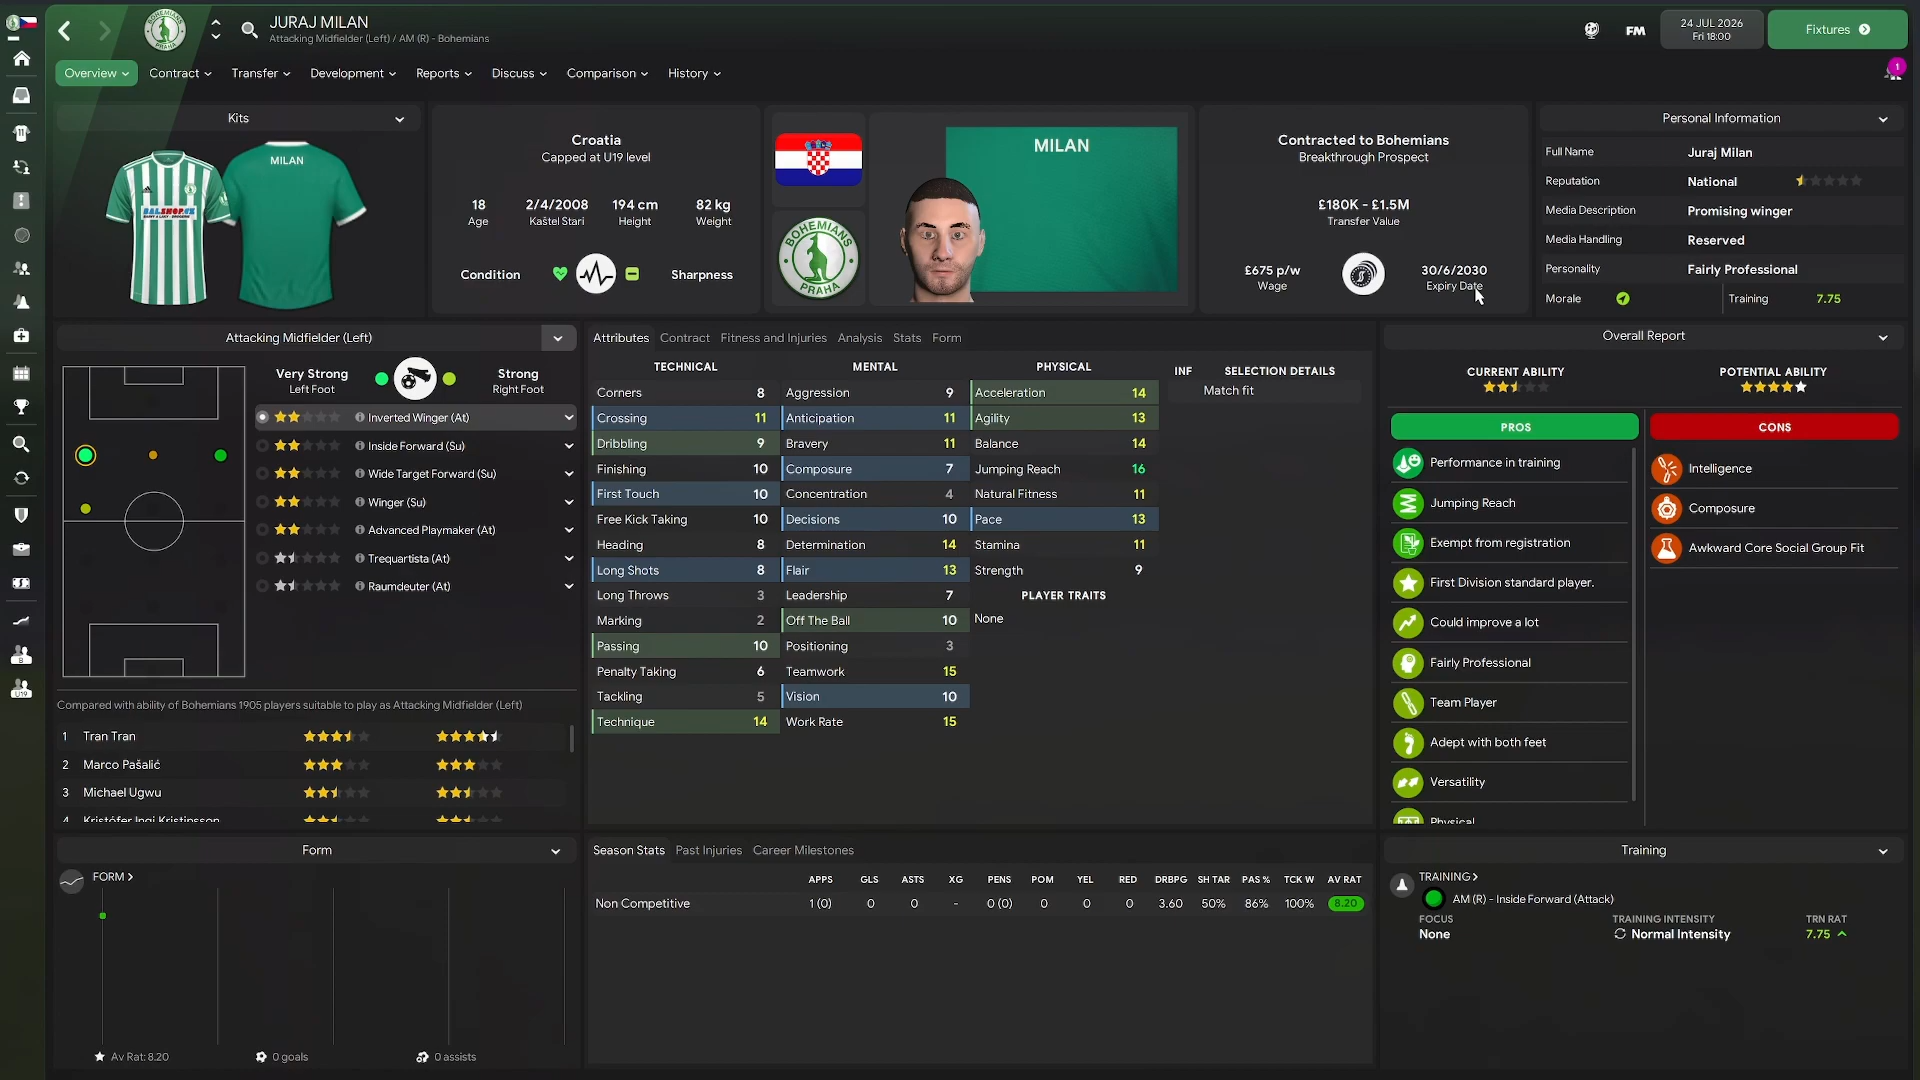 JURAJ MILAN
Attacking Midfielder (Left) / AM (R) - Bohemians
FM
24 JUL 2026
Fri 18:00
Fixtures
1
Overview
Contract
Transfer
Development
Reports
Discuss
Comparison
History
Kits
MILAN
Croatia
Capped at U19 level
18
Age
2/4/2008
Kaštel Stari
194 cm
Height
82 kg
Weight
Condition
Sharpness
BOHEMIANS
PRAHA
MILAN
Contracted to Bohemians
Breakthrough Prospect
£180K - £1.5M
Transfer Value
£675 p/w
Wage
30/6/2030
Expiry Date
Personal Information
Full Name Juraj Milan
Reputation National
Media Description Promising winger
Media Handling Reserved
Personality Fairly Professional
Morale
Training 7.75
Attacking Midfielder (Left)
Very Strong
Left Foot
Strong
Right Foot
Inverted Winger (At)
Inside Forward (Su)
Wide Target Forward (Su)
Winger (Su)
Advanced Playmaker (At)
Trequartista (At)
Raumdeuter (At)
Compared with ability of Bohemians 1905 players suitable to play as Attacking Midfielder (Left)
1 Tran Tran
2 Marco Pašalić
3 Michael Ugwu
4 Kristófer Ingi Kristinsson
Attributes
Contract
Fitness and Injuries
Analysis
Stats
Form
TECHNICAL
Corners 8
Crossing 11
Dribbling 9
Finishing 10
First Touch 10
Free Kick Taking 10
Heading 8
Long Shots 8
Long Throws 3
Marking 2
Passing 10
Penalty Taking 6
Tackling 5
Technique 14
MENTAL
Aggression 9
Anticipation 11
Bravery 11
Composure 7
Concentration 4
Decisions 10
Determination 14
Flair 13
Leadership 7
Off The Ball 10
Positioning 3
Teamwork 15
Vision 10
Work Rate 15
PHYSICAL
Acceleration 14
Agility 13
Balance 14
Jumping Reach 16
Natural Fitness 11
Pace 13
Stamina 11
Strength 9
PLAYER TRAITS
None
INF
SELECTION DETAILS
Match fit
Overall Report
CURRENT ABILITY
POTENTIAL ABILITY
PROS
Performance in training
Jumping Reach
Exempt from registration
First Division standard player.
Could improve a lot
Fairly Professional
Team Player
Adept with both feet
Versatility
Physical
CONS
Intelligence
Composure
Awkward Core Social Group Fit
Form
FORM
Av Rat: 8.20
0 goals
0 assists
Season Stats
Past Injuries
Career Milestones
APPS GLS ASTS XG PENS POM YEL RED DRBPG SH TAR PAS % TCK W AV RAT
Non Competitive 1 (0) 0 0 - 0 (0) 0 0 0 3.60 50% 86% 100% 8.20
Training
TRAINING
AM (R) - Inside Forward (Attack)
FOCUS
None
TRAINING INTENSITY
Normal Intensity
TRN RAT
7.75